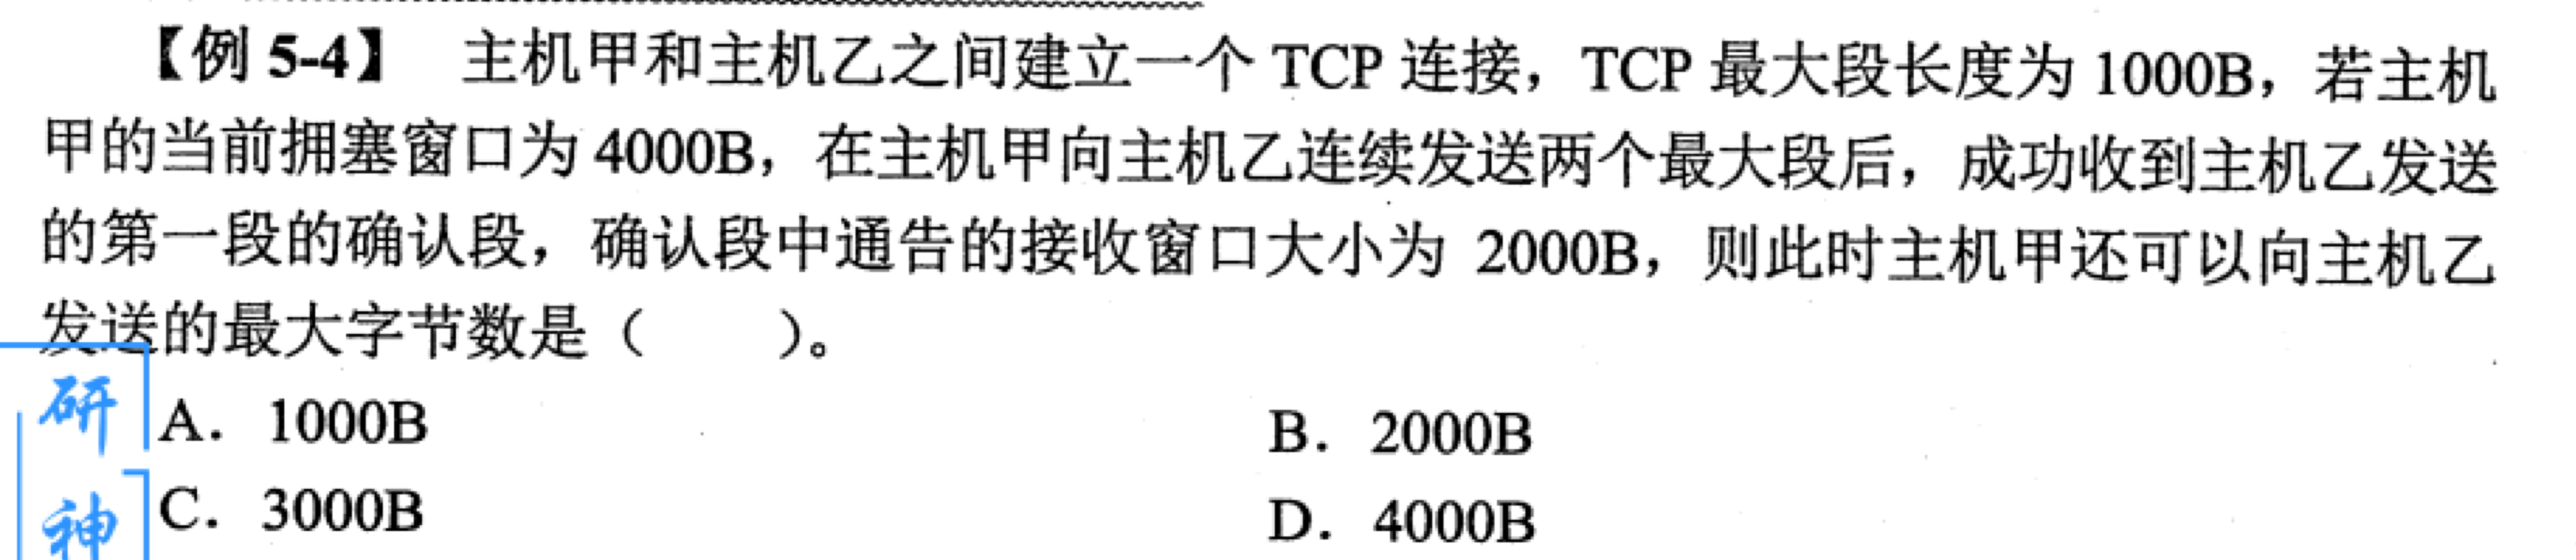 【例 5-4】 主机甲和主机乙之间建立一个 TCP 连接，TCP 最大段长度为 1000B，若主机
甲的当前拥塞窗口为 4000B，在主机甲向主机乙连续发送两个最大段后，成功收到主机乙发送
的第一段的确认段，确认段中通告的接收窗口大小为 2000B，则此时主机甲还可以向主机乙
发送的最大字节数是（  ）。
A. 1000B
B. 2000B
C. 3000B
D. 4000B
研
神